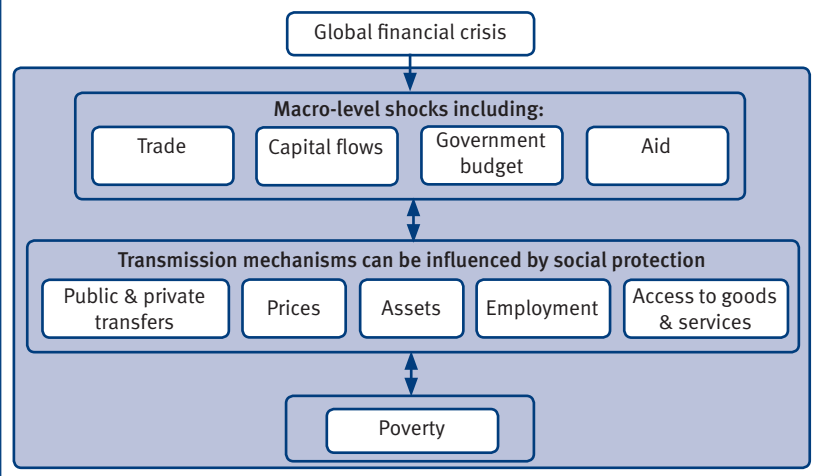 Global financial crisis
Macro-level shocks including:
Trade
Capital flows
Government
budget
Aid
Transmission mechanisms can be influenced by social protection
Public & private
transfers
Prices
Assets
Employment
Access to goods
& services
Poverty